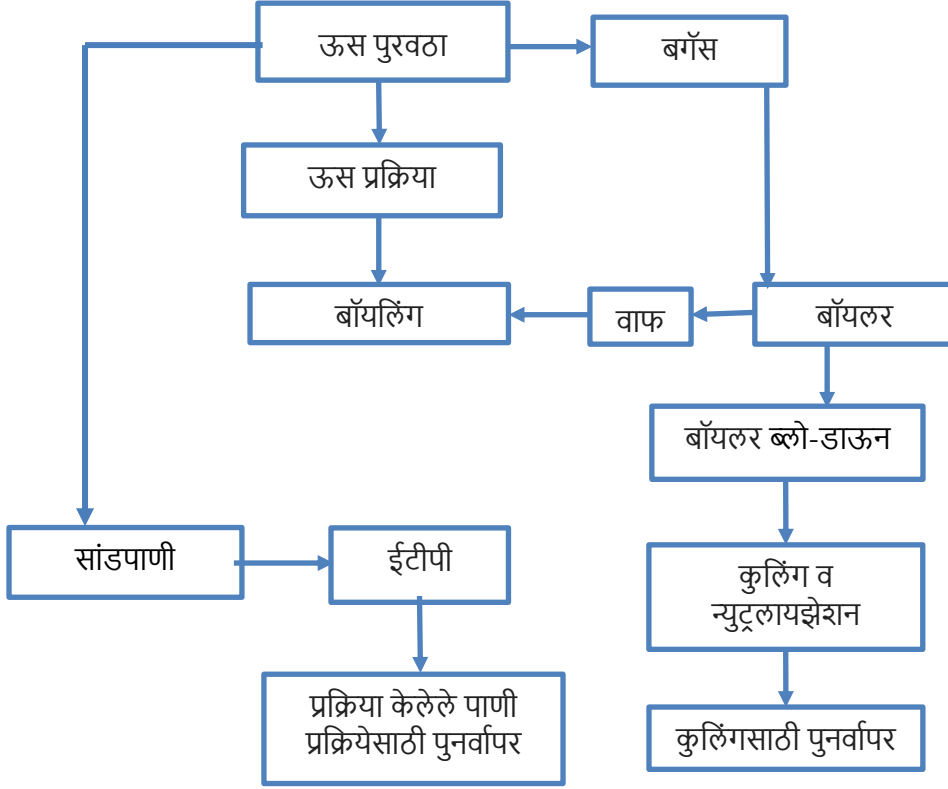 ऊस पुरवठा
बगॅस
ऊस प्रक्रिया
बॉयलिंग
वाफ
बॉयलर
बॉयलर ब्लो-डाऊन
सांडपाणी
ईटीपी
कुलिंग व
न्युट्रलायझेशन
प्रक्रिया केलेले पाणी
प्रक्रियेसाठी पुनर्वापर
कुलिंगसाठी पुनर्वापर